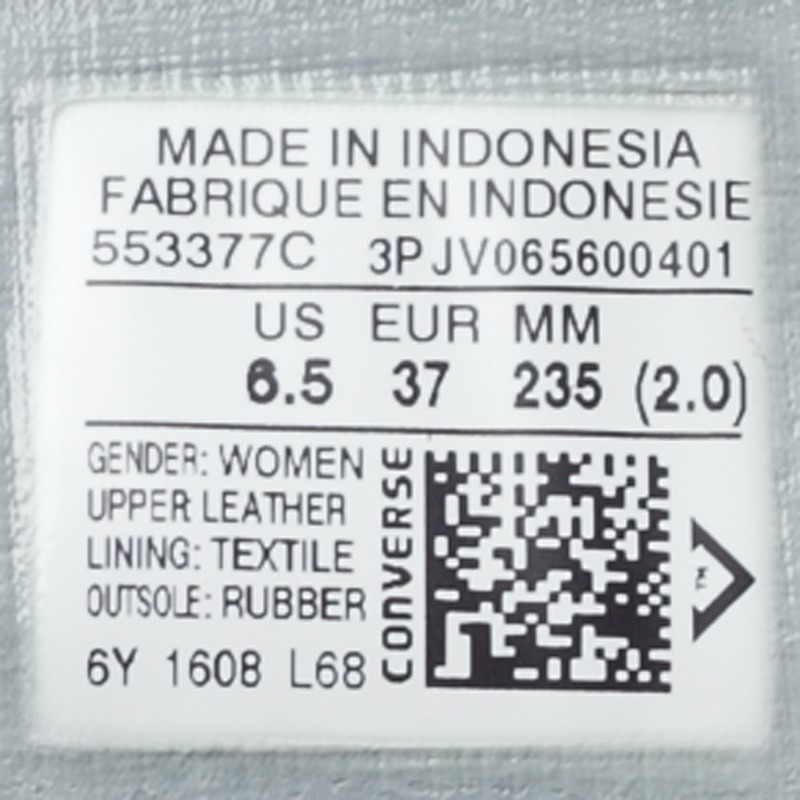 MADE IN INDONESIA
FABRIQUE EN INDONESIE
553377C 3PJV065600401
US EUR MM
6.5 37 235 (2.0)
GENDER: WOMEN
UPPER LEATHER
LINING: TEXTILE
OUTSOLE: RUBBER
6Y 1608 L68
CONVERSE